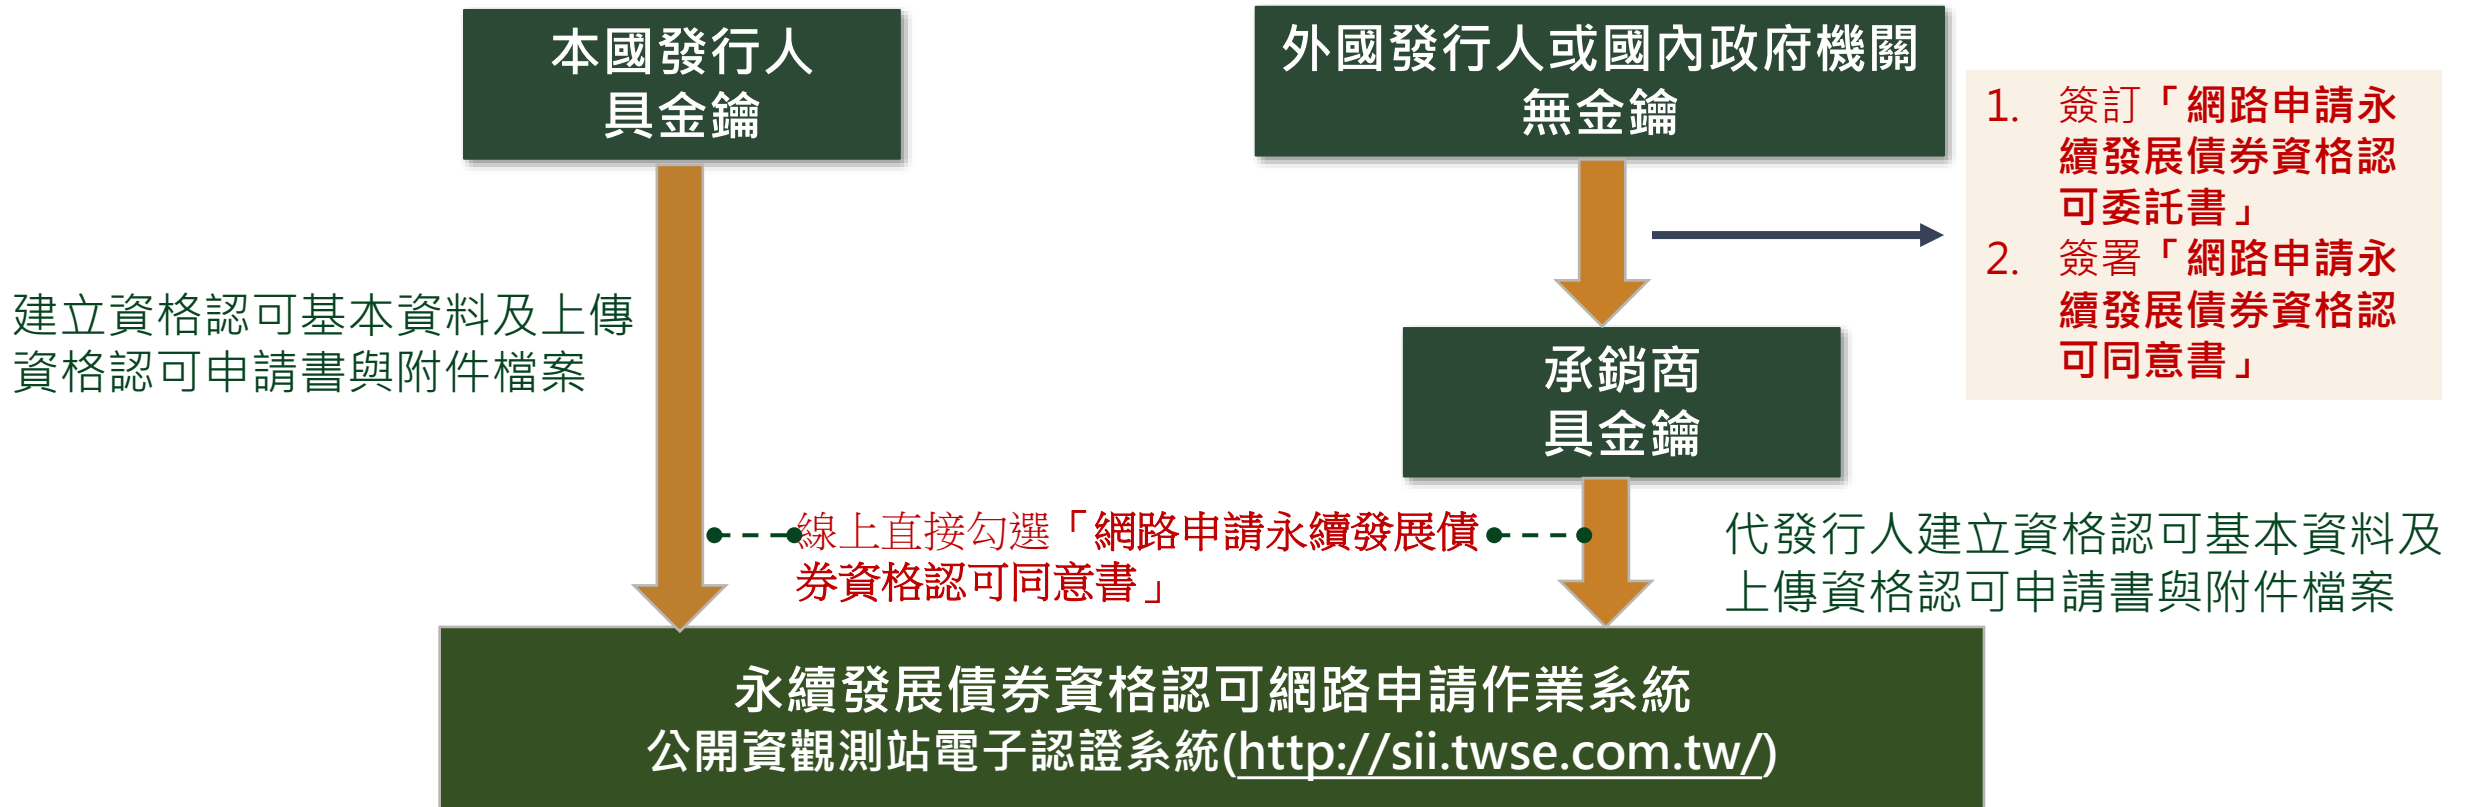 本國發行人
具金鑰
外國發行人或國內政府機關
無金鑰
1. 簽訂「網路申請永
續發展債券資格認
可委託書」
2. 簽署「網路申請永
續發展債券資格認
可同意書」
建立資格認可基本資料及上傳
資格認可申請書與附件檔案
承銷商
具金鑰
線上直接勾選「網路申請永續發展債
券資格認可同意書」
代發行人建立資格認可基本資料及
上傳資格認可申請書與附件檔案
永續發展債券資格認可網路申請作業系統
公開資觀測站電子認證系統(http://sii.twse.com.tw/)